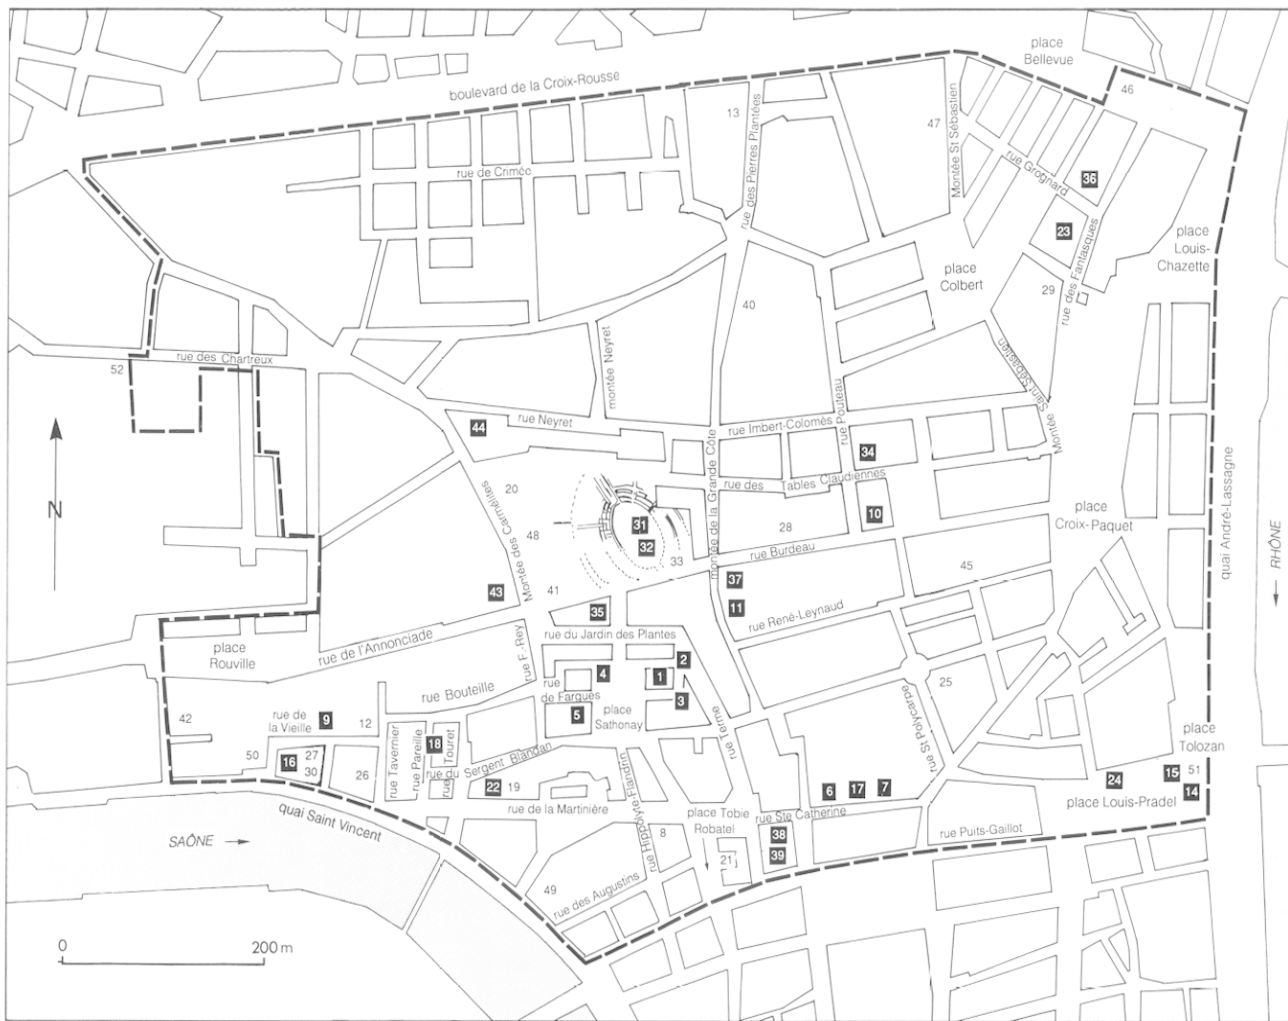 place
Bellevue
boulevard de la Croix-Rousse
46
13
47
rue des Pierres Plantées
Montée St Sébastien
rue Grognard
rue de Criméo
36
23
place
Louis-
Chazette
rue des Fantasques
place
Colbert
29
40
rue des Chartreux
52
montée Neyret
Montée Saint Sébastien
rue Neyret
44
rue Imbert-Colomès
rue Pouteau
34
rue des Tables Claudiennes
montée de la Grande Côte
N
20
Montée des Carmélites
48
31
32
33
28
10
place
Croix-Paquet
quai André-Lassagne
RHÔNE
rue Burdeau
45
43
41
35
37
11
rue René-Leynaud
rue du Jardin des Plantes
place
Rouville
rue de l'Annonciade
rue F.-Rey
2
4
1
3
rue
de Fargues
5
place
Sathonay
rue Bouteille
25
rue St Polycarpe
42
rue de
la Vieille
9
12
rue Terme
place
Tolozan
50
16
27
30
26
rue Tavernier
rue Pareille
18
rue Touret
rue du Sergent Blandan
22
19
rue de la Martinière
rue Hippolyte-Flandrin
6
17
7
24
15
51
14
place Louis-Pradel
quai Saint Vincent
place Tobie
Robatel
rue Ste Catherine
38
39
8
21
rue Puits-Gaillot
SAÔNE
49
rue des Augustins
0
200 m